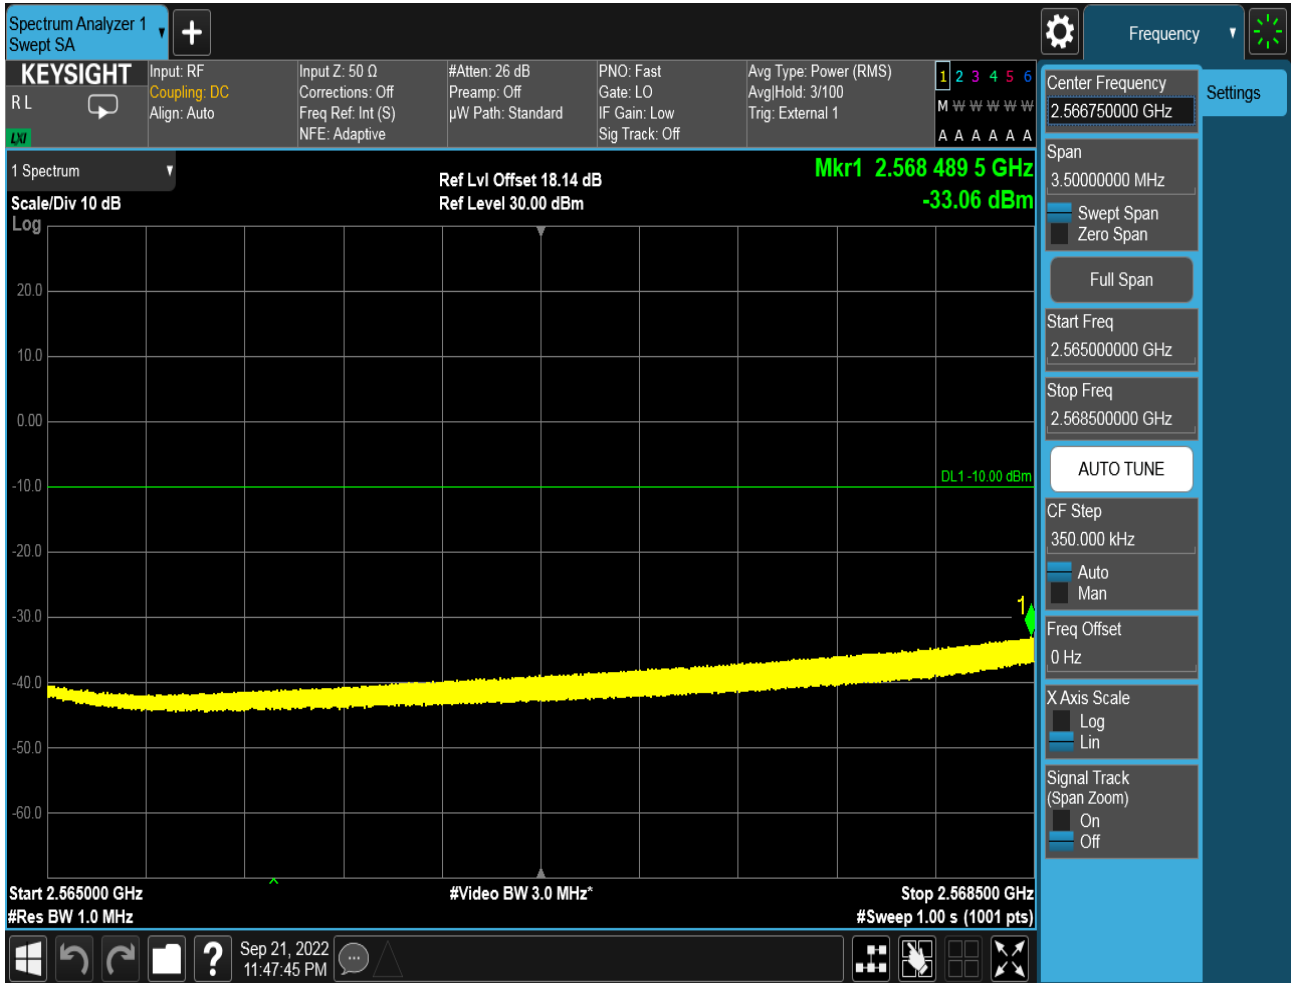 Spectrum Analyzer 1
Swept SA
Frequency
KEYSIGHT
R L
LXI
Input: RF
Coupling: DC
Align: Auto
Input Z: 50 Ω
Corrections: Off
Freq Ref: Int (S)
NFE: Adaptive
#Atten: 26 dB
Preamp: Off
µW Path: Standard
PNO: Fast
Gate: LO
IF Gain: Low
Sig Track: Off
Avg Type: Power (RMS)
Avg|Hold: 3/100
Trig: External 1
1 2 3 4 5 6
M W W W W W
A A A A A A
1 Spectrum
Scale/Div 10 dB
Log
Ref Lvl Offset 18.14 dB
Ref Level 30.00 dBm
Mkr1 2.568 489 5 GHz
-33.06 dBm
20.0
10.0
0.00
-10.0
-20.0
-30.0
-40.0
-50.0
-60.0
DL1 -10.00 dBm
1
Start 2.565000 GHz
#Res BW 1.0 MHz
#Video BW 3.0 MHz*
Stop 2.568500 GHz
#Sweep 1.00 s (1001 pts)
Center Frequency
2.566750000 GHz
Settings
Span
3.50000000 MHz
Swept Span
Zero Span
Full Span
Start Freq
2.565000000 GHz
Stop Freq
2.568500000 GHz
AUTO TUNE
CF Step
350.000 kHz
Auto
Man
Freq Offset
0 Hz
X Axis Scale
Log
Lin
Signal Track
(Span Zoom)
On
Off
?
Sep 21, 2022
11:47:45 PM